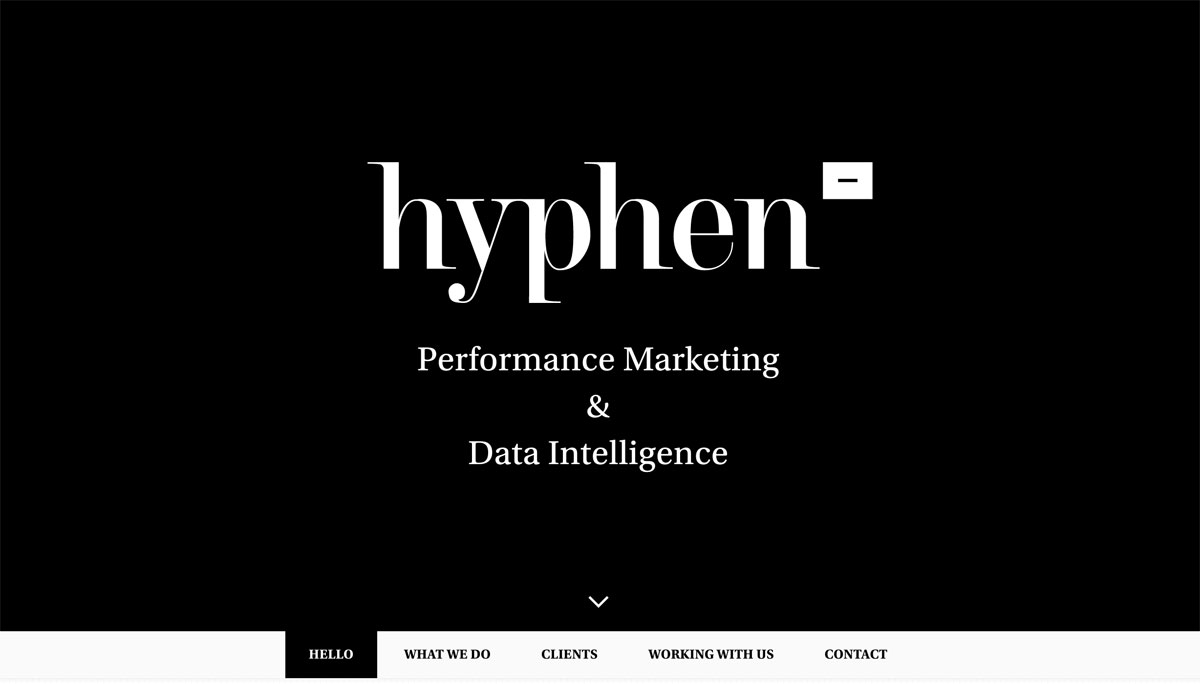 hyphen
Performance Marketing
&
Data Intelligence
HELLO WHAT WE DO CLIENTS WORKING WITH US CONTACT